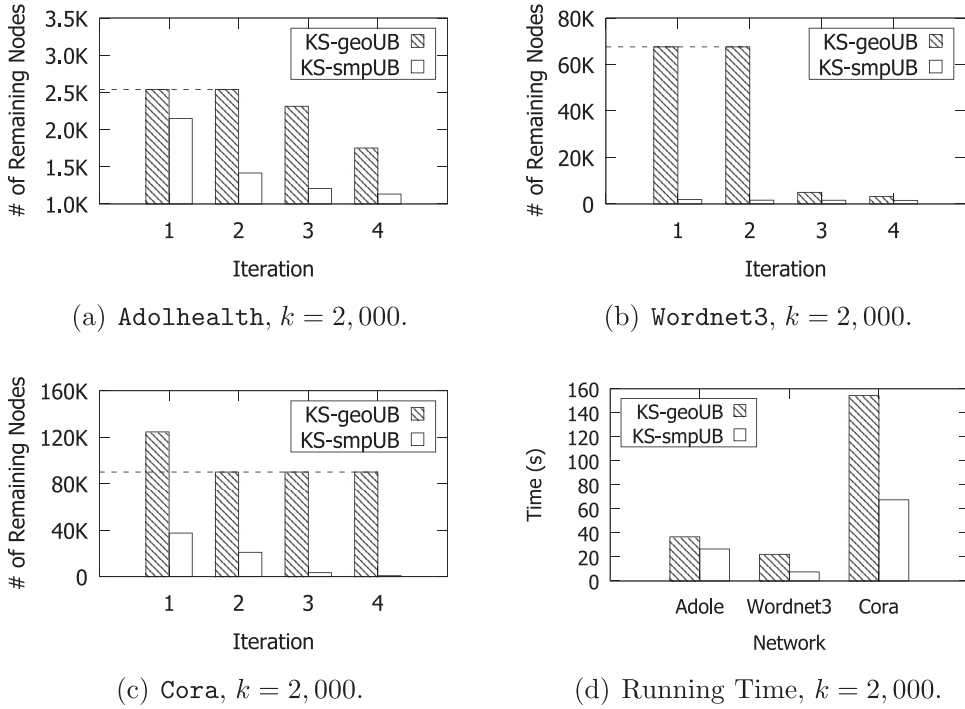 # of Remaining Nodes
3.5K
3.0K
2.5K
2.0K
1.5K
1.0K
KS-geoUB
KS-smpUB
1 2 3 4
Iteration
(a) Adolhealth, k = 2,000.
# of Remaining Nodes
80K
60K
40K
20K
0
KS-geoUB
KS-smpUB
1 2 3 4
Iteration
(b) Wordnet3, k = 2,000.
# of Remaining Nodes
160K
120K
80K
40K
0
KS-geoUB
KS-smpUB
1 2 3 4
Iteration
(c) Cora, k = 2,000.
Time (s)
160
140
120
100
80
60
40
20
0
KS-geoUB
KS-smpUB
Adole Wordnet3 Cora
Network
(d) Running Time, k = 2,000.